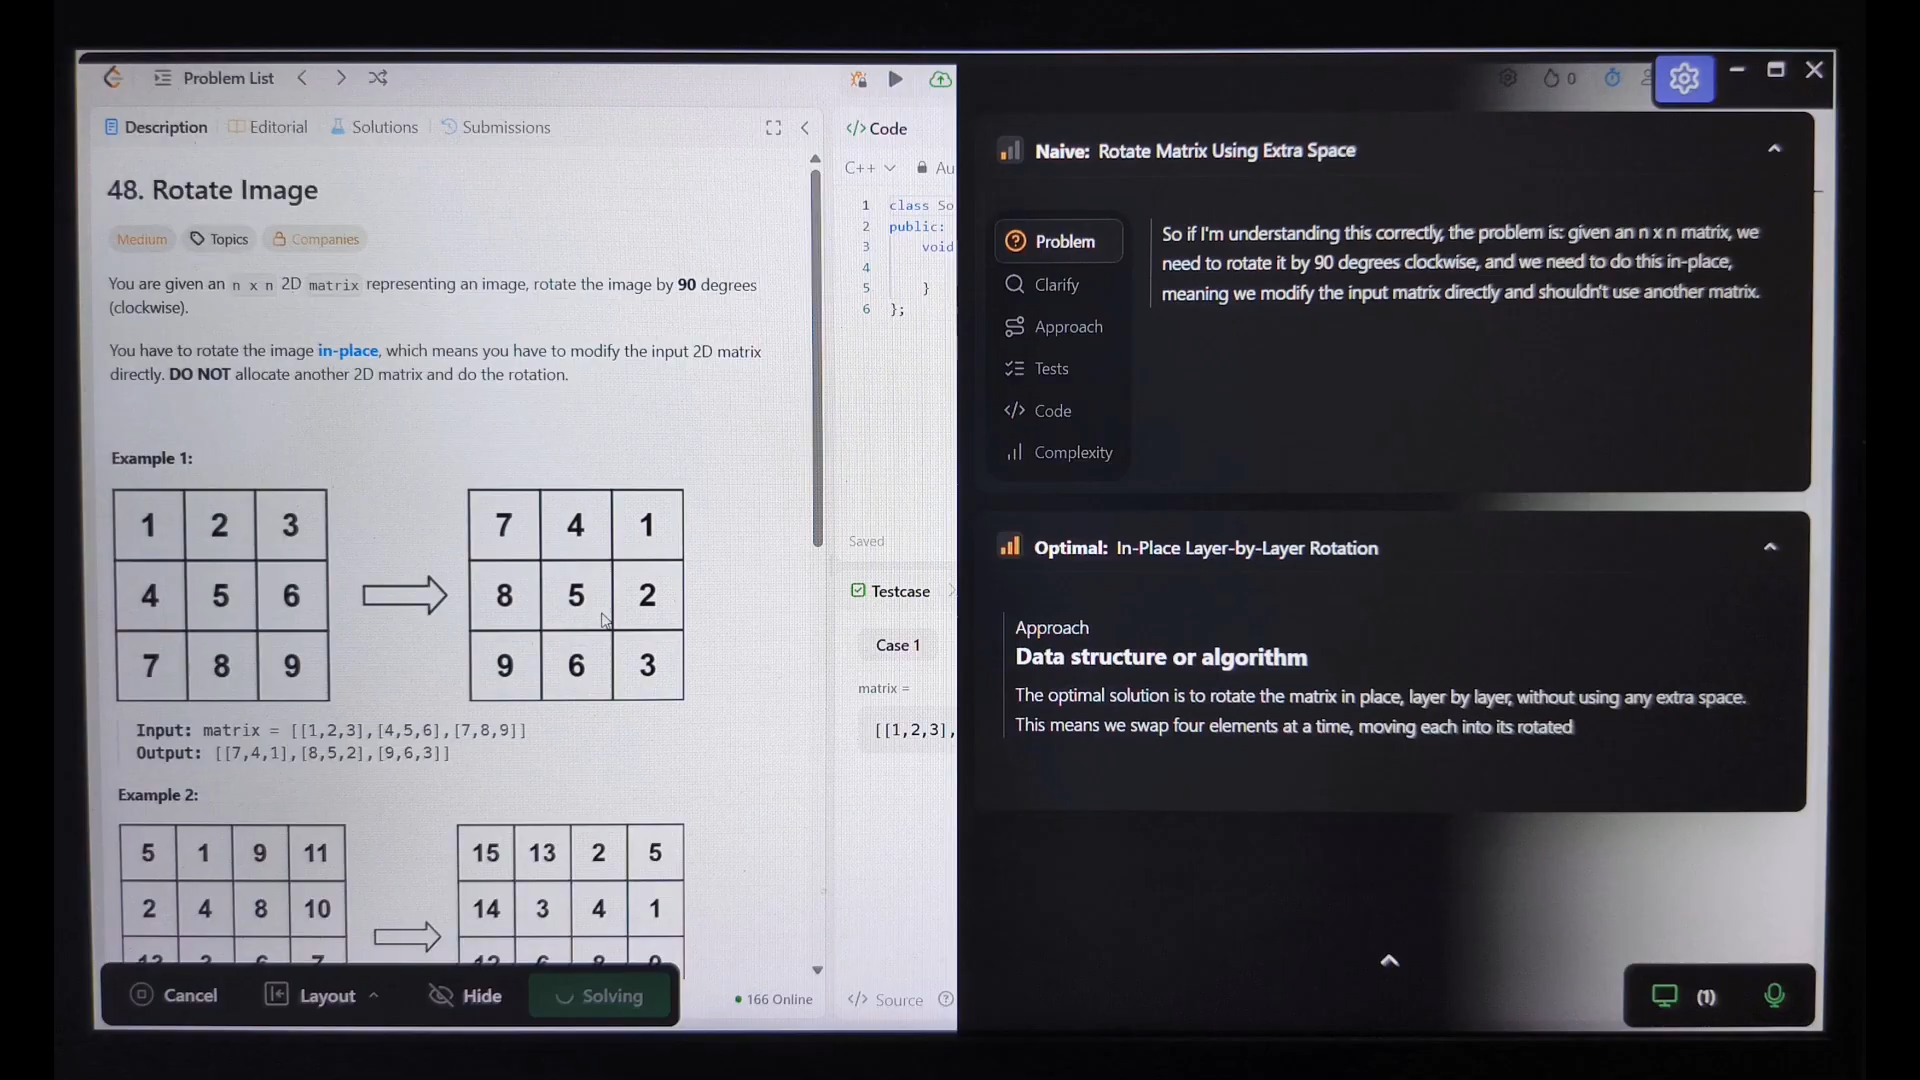 Problem List
0
Description
Editorial
Solutions
Submissions
</> Code
48. Rotate Image
C++
Au
Medium
Topics
Companies
You are given an n x n 2D matrix representing an image, rotate the image by 90 degrees
(clockwise).
You have to rotate the image in-place, which means you have to modify the input 2D matrix
directly. DO NOT allocate another 2D matrix and do the rotation.
Example 1:
1 2 3
4 5 6
7 8 9
7 4 1
8 5 2
9 6 3
Input: matrix = [[1,2,3],[4,5,6],[7,8,9]]
Output: [[7,4,1],[8,5,2],[9,6,3]]
Example 2:
5 1 9 11
2 4 8 10
15 13 2 5
14 3 4 1
Cancel
Layout
Hide
Solving
166 Online
1 class So
2 public:
3 void
4
5 }
6 };
Saved
Testcase
Case 1
matrix =
[[1,2,3],
</> Source
Naive: Rotate Matrix Using Extra Space
Problem
Clarify
Approach
Tests
</> Code
Complexity
So if I'm understanding this correctly, the problem is: given an n x n matrix, we
need to rotate it by 90 degrees clockwise, and we need to do this in-place,
meaning we modify the input matrix directly and shouldn't use another matrix.
Optimal: In-Place Layer-by-Layer Rotation
Approach
Data structure or algorithm
The optimal solution is to rotate the matrix in place, layer by layer, without using any extra space.
This means we swap four elements at a time, moving each into its rotated
(1)